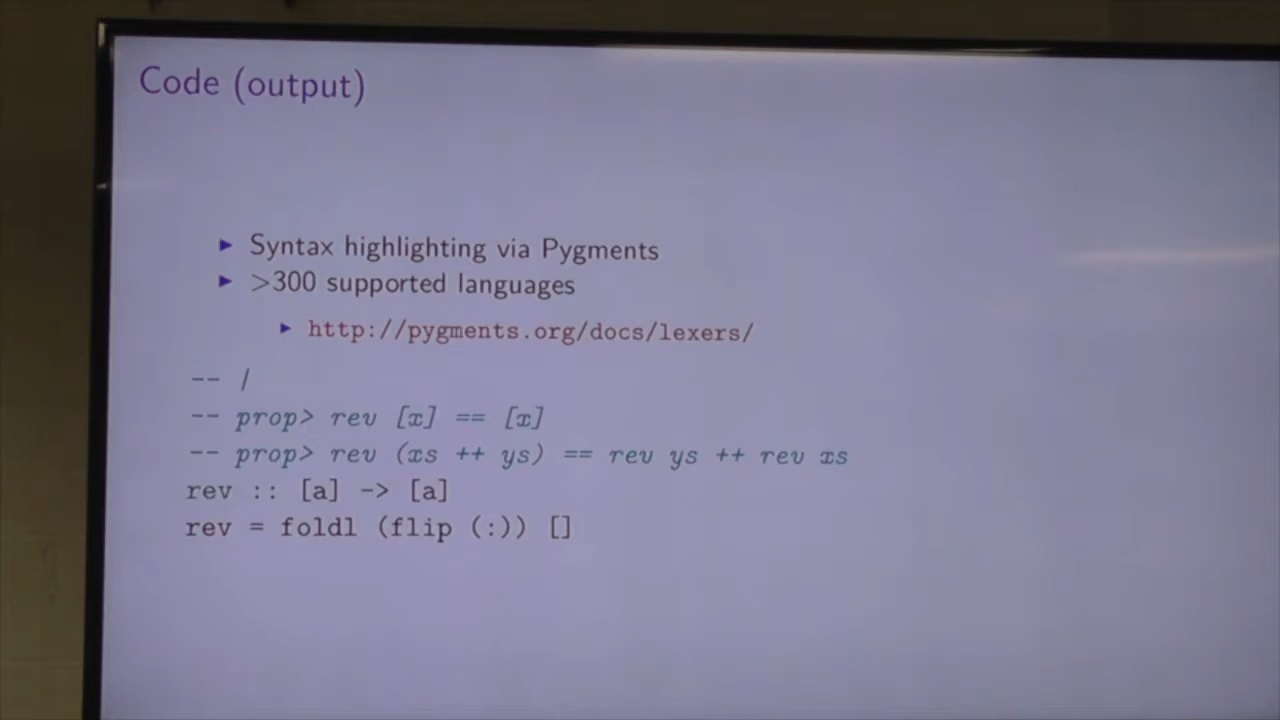 Code (output)
Syntax highlighting via Pygments
>300 supported languages
http://pygments.org/docs/lexers/
-- |
-- prop> rev [x] == [x]
-- prop> rev (xs ++ ys) == rev ys ++ rev xs
rev :: [a] -> [a]
rev = foldl (flip (:)) []